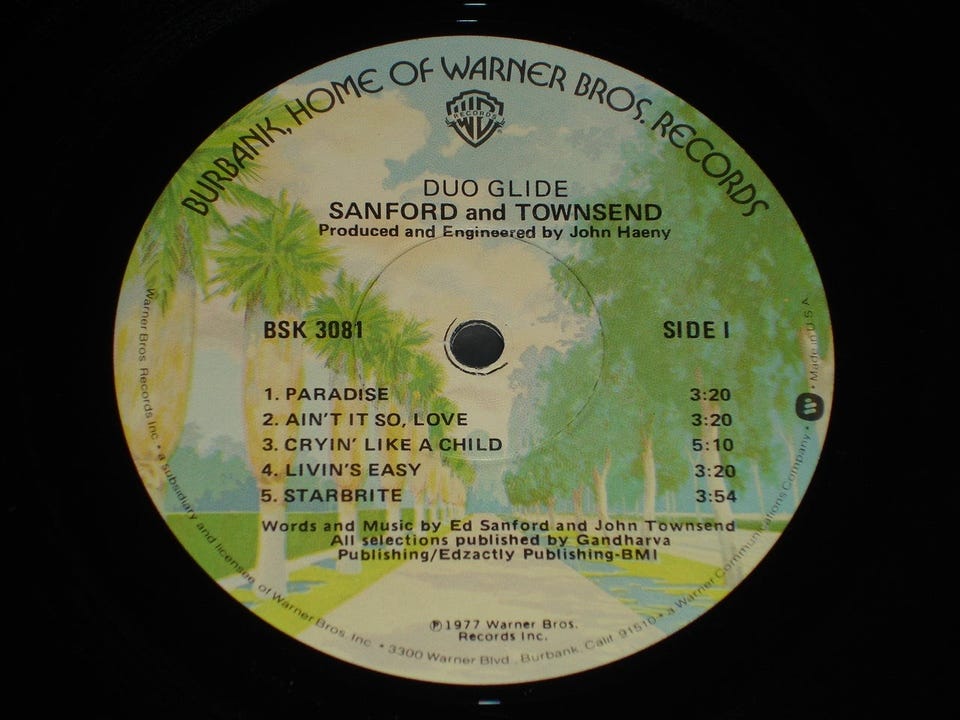 BURBANK, HOME OF WARNER BROS. RECORDS
W B RECORDS
DUO GLIDE
SANFORD and TOWNSEND
Produced and Engineered by John Haeny
BSK 3081 SIDE I
1. PARADISE 3:20
2. AIN'T IT SO, LOVE 3:20
3. CRYIN' LIKE A CHILD 5:10
4. LIVIN'S EASY 3:20
5. STARBRITE 3:54
Words and Music by Ed Sanford and John Townsend
All selections published by Gandharva
Publishing/Edzactly Publishing-BMI
℗1977 Warner Bros.
Records Inc.
Warner Bros. Records Inc. • a subsidiary and licensee of Warner Bros. Inc. • 3300 Warner Blvd., Burbank, Calif. 91510 • a Warner Communications Company • Made in U S A